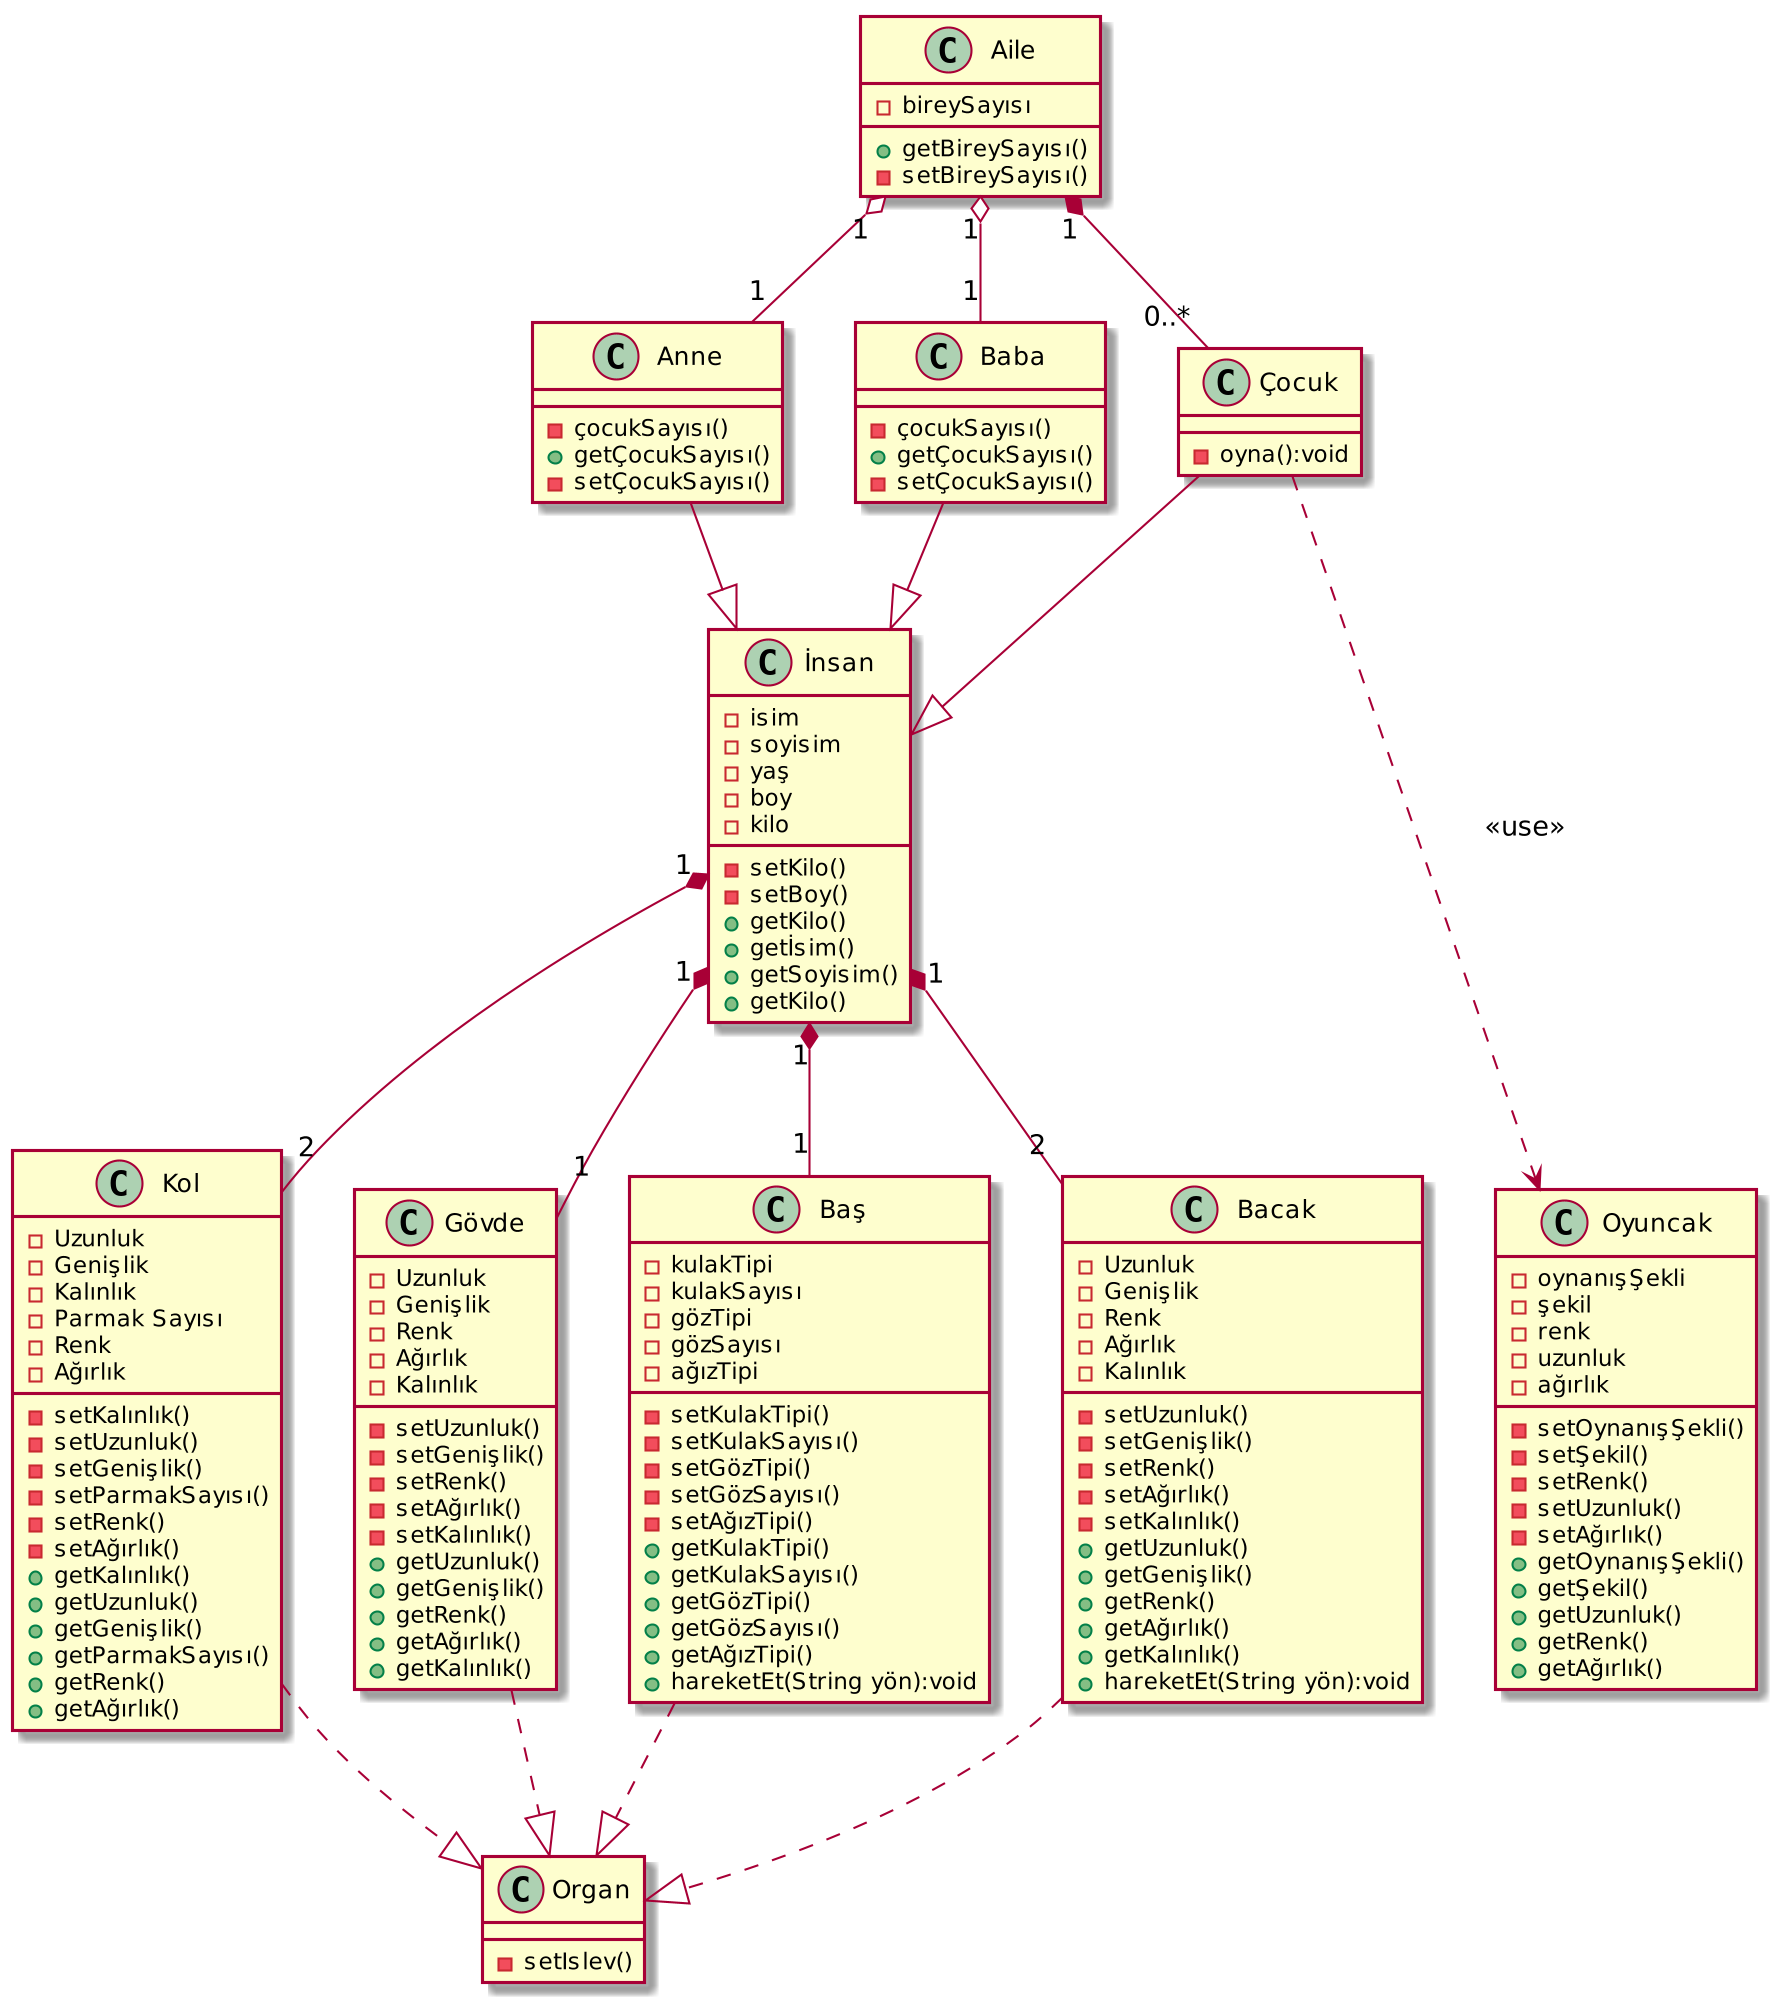 C Aile
bireySayısı
getBireySayısı()
setBireySayısı()
1
1
1
1
1
0..*
C Anne
çocukSayısı()
getÇocukSayısı()
setÇocukSayısı()
C Baba
çocukSayısı()
getÇocukSayısı()
setÇocukSayısı()
C Çocuk
oyna():void
C İnsan
isim
soyisim
yaş
boy
kilo
setKilo()
setBoy()
getKilo()
getİsim()
getSoyisim()
getKilo()
«use»
1
1
1
1
2
1
1
2
C Kol
Uzunluk
Genişlik
Kalınlık
Parmak Sayısı
Renk
Ağırlık
setKalınlık()
setUzunluk()
setGenişlik()
setParmakSayısı()
setRenk()
setAğırlık()
getKalınlık()
getUzunluk()
getGenişlik()
getParmakSayısı()
getRenk()
getAğırlık()
C Gövde
Uzunluk
Genişlik
Renk
Ağırlık
Kalınlık
setUzunluk()
setGenişlik()
setRenk()
setAğırlık()
setKalınlık()
getUzunluk()
getGenişlik()
getRenk()
getAğırlık()
getKalınlık()
C Baş
kulakTipi
kulakSayısı
gözTipi
gözSayısı
ağızTipi
setKulakTipi()
setKulakSayısı()
setGözTipi()
setGözSayısı()
setAğızTipi()
getKulakTipi()
getKulakSayısı()
getGözTipi()
getGözSayısı()
getAğızTipi()
hareketEt(String yön):void
C Bacak
Uzunluk
Genişlik
Renk
Ağırlık
Kalınlık
setUzunluk()
setGenişlik()
setRenk()
setAğırlık()
setKalınlık()
getUzunluk()
getGenişlik()
getRenk()
getAğırlık()
getKalınlık()
hareketEt(String yön):void
C Oyuncak
oynanışŞekli
şekil
renk
uzunluk
ağırlık
setOynanışŞekli()
setŞekil()
setRenk()
setUzunluk()
setAğırlık()
getOynanışŞekli()
getŞekil()
getUzunluk()
getRenk()
getAğırlık()
C Organ
setIslev()